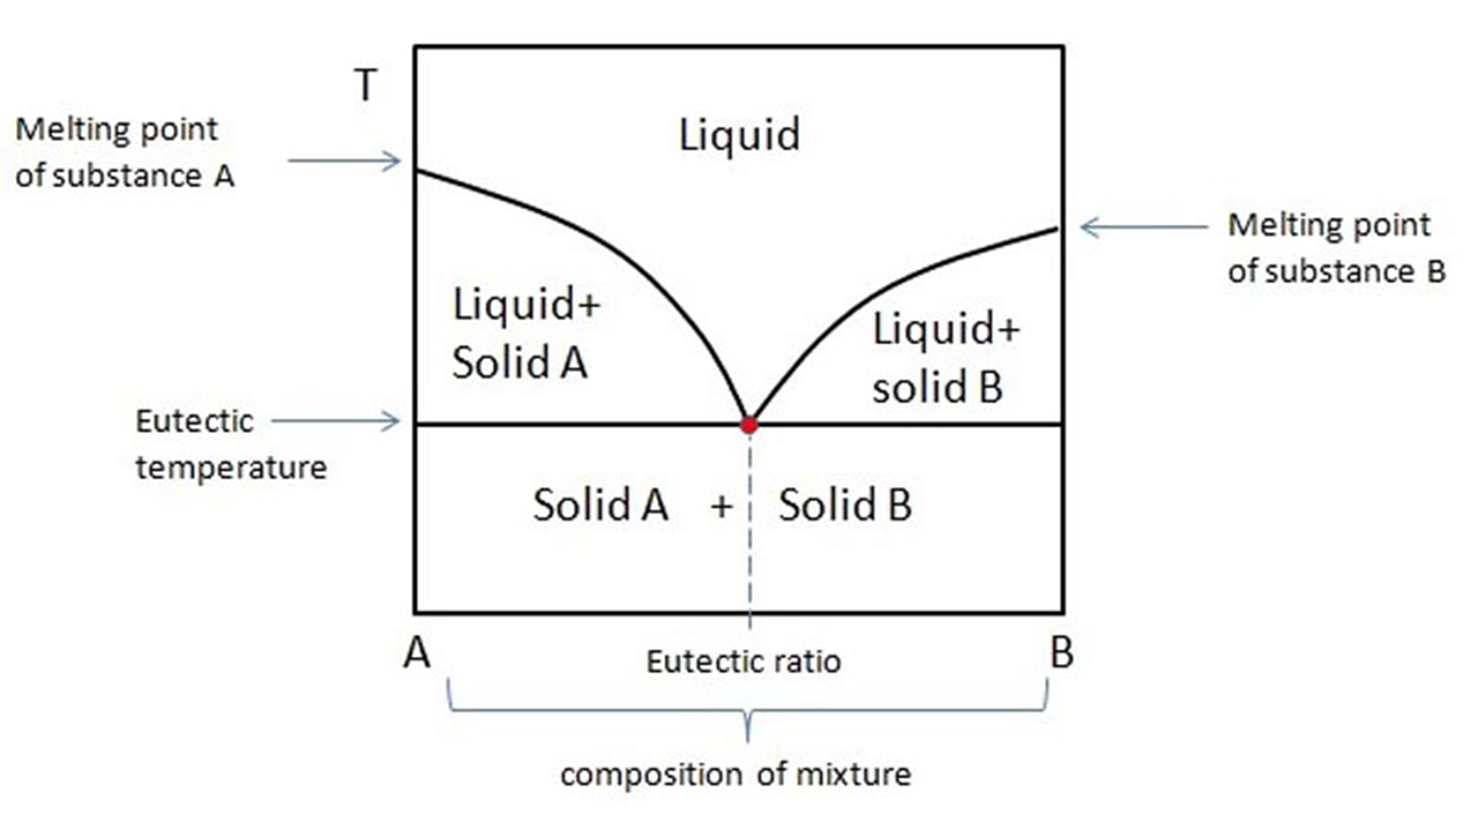 T
Melting point
of substance A
Liquid
Melting point
of substance B
Liquid+
Solid A
Liquid+
solid B
Eutectic
temperature
Solid A + Solid B
A
Eutectic ratio
B
composition of mixture